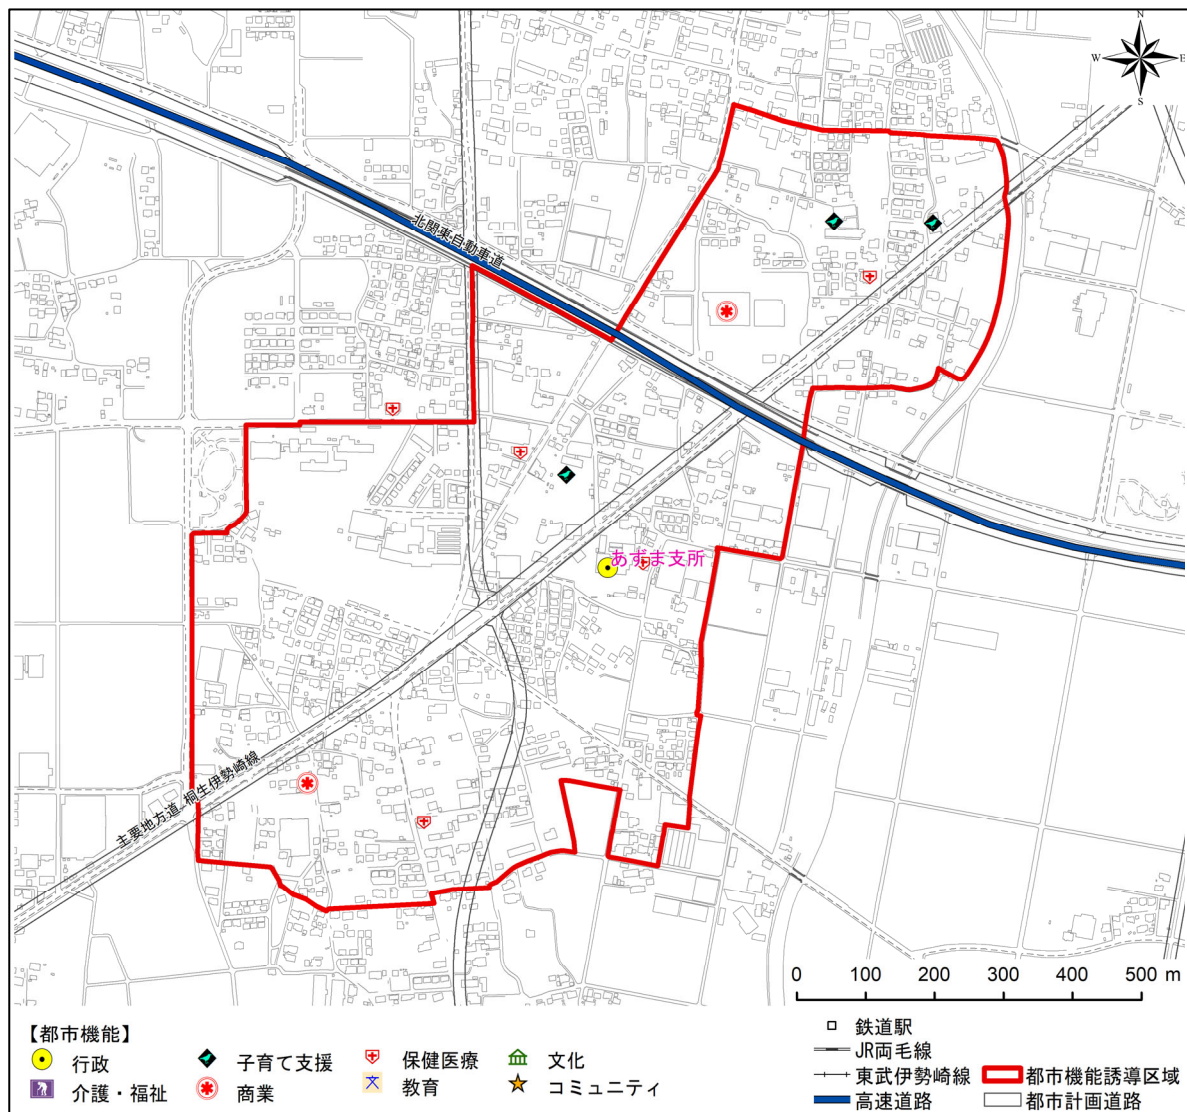 N
W
E
S
北関東自動車道
あずま支所
主要地方道 桐生伊勢崎線
0 100 200 300 400 500 m
【都市機能】
行政
子育て支援
保健医療
文化
介護・福祉
商業
教育
コミュニティ
鉄道駅
JR両毛線
東武伊勢崎線
都市機能誘導区域
高速道路
都市計画道路